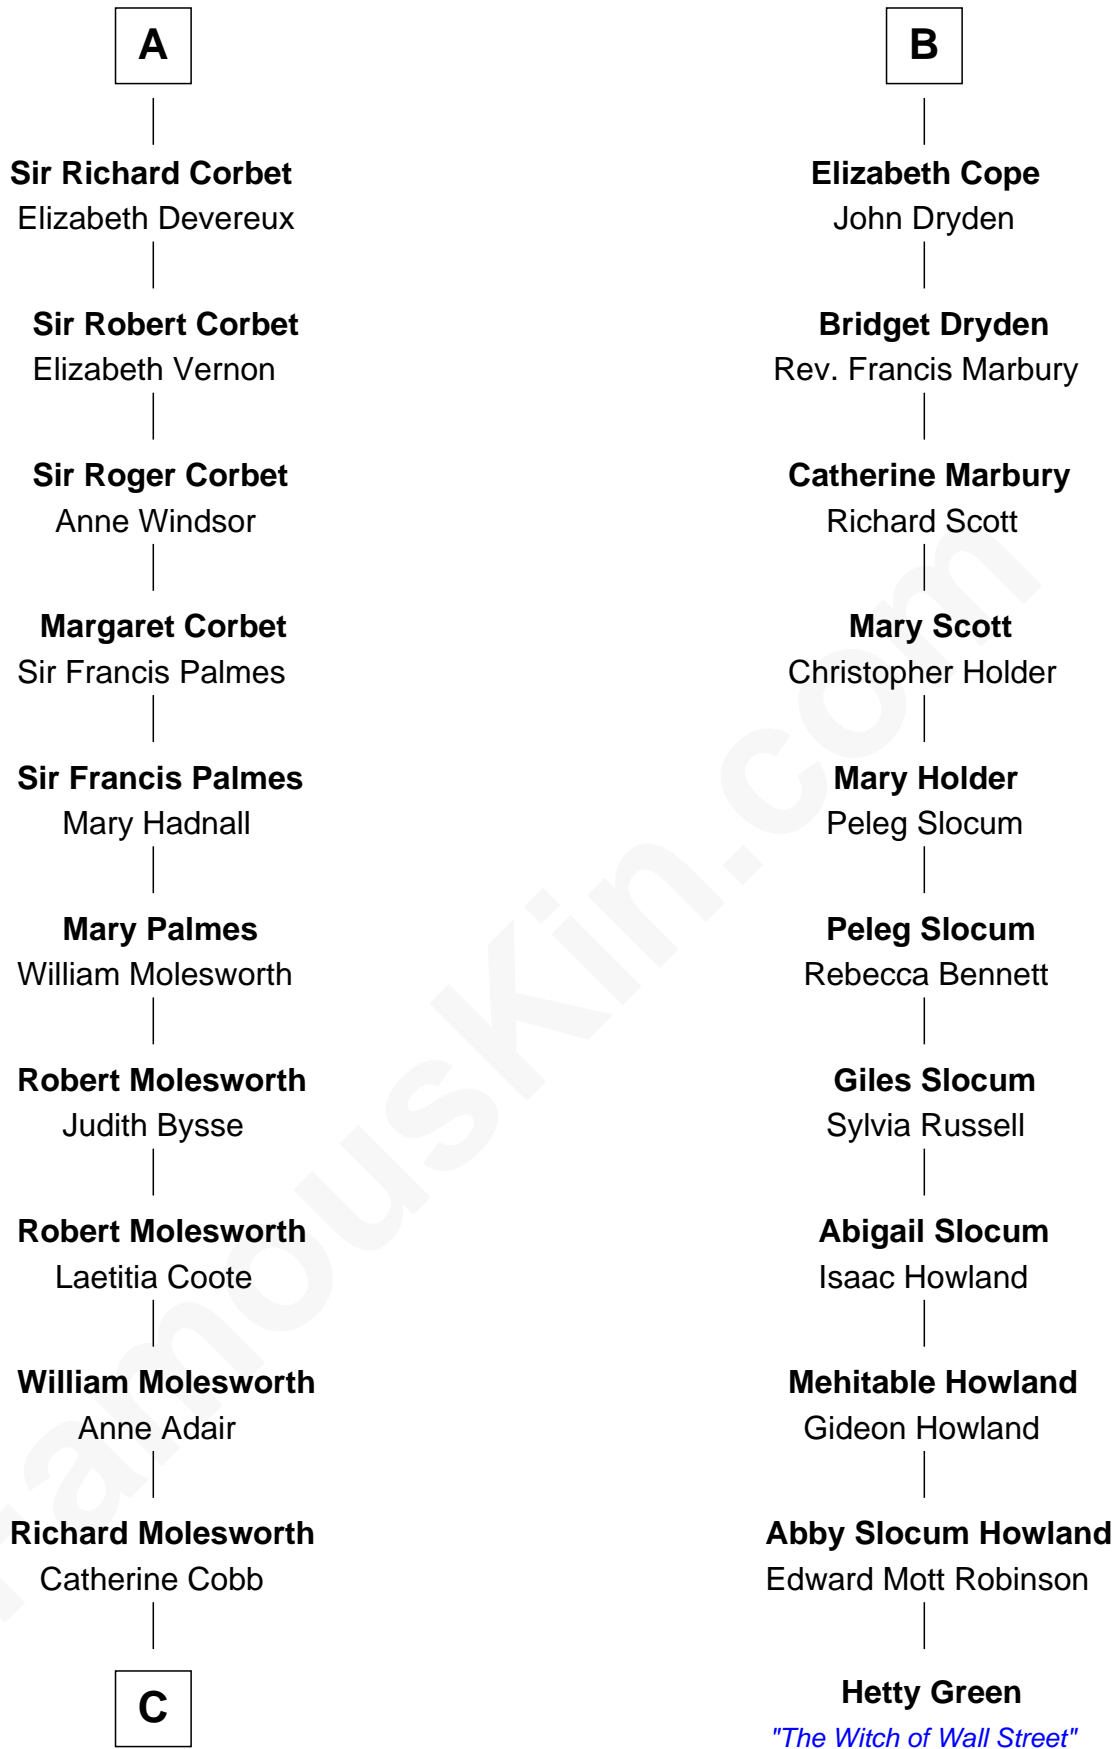 A
Sir Richard Corbet
Elizabeth Devereux
Sir Robert Corbet
Elizabeth Vernon
Sir Roger Corbet
Anne Windsor
Margaret Corbet
Sir Francis Palmes
Sir Francis Palmes
Mary Hadnall
Mary Palmes
William Molesworth
Robert Molesworth
Judith Bysse
Robert Molesworth
Laetitia Coote
William Molesworth
Anne Adair
Richard Molesworth
Catherine Cobb
C
B
Elizabeth Cope
John Dryden
Bridget Dryden
Rev. Francis Marbury
Catherine Marbury
Richard Scott
Mary Scott
Christopher Holder
Mary Holder
Peleg Slocum
Peleg Slocum
Rebecca Bennett
Giles Slocum
Sylvia Russell
Abigail Slocum
Isaac Howland
Mehitable Howland
Gideon Howland
Abby Slocum Howland
Edward Mott Robinson
Hetty Green
"The Witch of Wall Street"
FamousKin.com